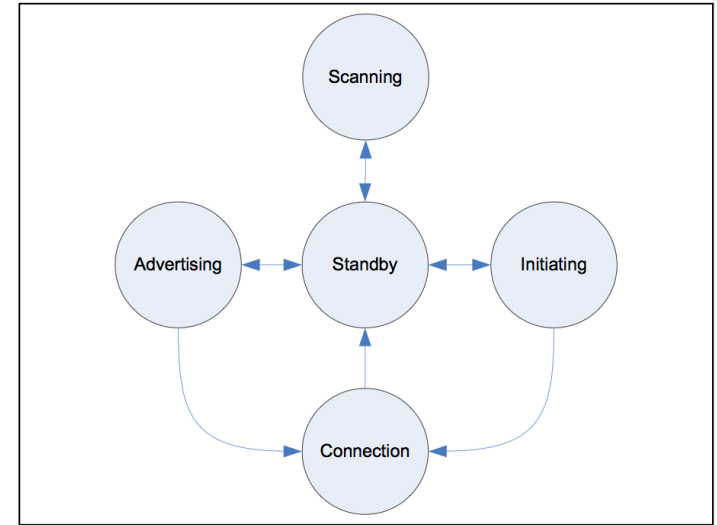 Scanning
Advertising
Standby
Initiating
Connection